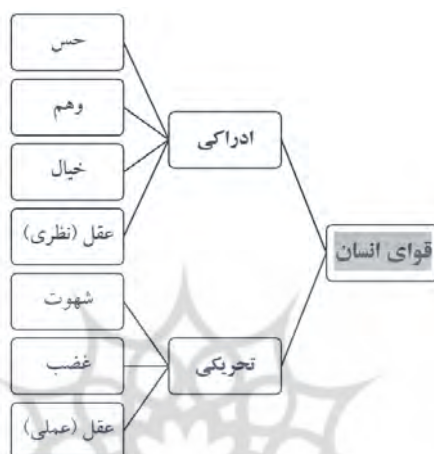 قوای انسان
ادراکی
حس
وهم
خیال
عقل (نظری)
تحریکی
شهوت
غضب
عقل (عملی)